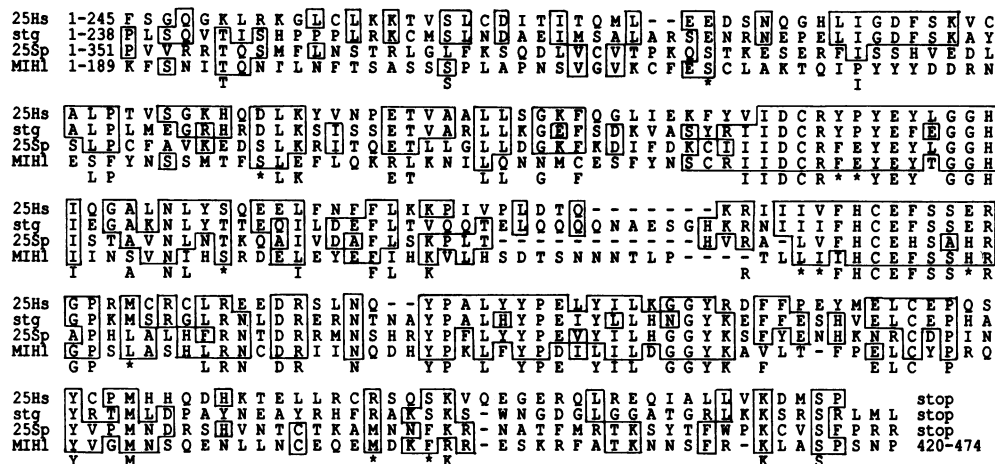 25Hs 1-245 F S G Q G K L R K G L C L K K T V S L C D I T I T Q M L - - E E D S N Q G H L I G D F S K V C
stg 1-238 P L S Q V T I S H P P P L R K C M S L N D A E I M S A L A R S E N R N E P E L I G D F S K A Y
25Sp 1-351 P V V R R T Q S M F L N S T R L G L F K S Q D L V C V T P K Q S T K E S E R F I S S H V E D L
MIH1 1-189 K F S N I T Q N T L N F T S A S S S P L A P N S V G V K C F E S C L A K T Q I P Y Y Y D D R N
T S * I
A L P T V S G K H Q D L K Y V N P E T V A A L L S G K F Q G L I E K F Y V I I D C R Y P Y E Y L G G H
stg A L P L M E G R H R D L K S I S S E T V A R L L K G E F S D K V A S Y R I I D C R Y P Y E F E G G H
25Sp S L P C F A V K E D S L K R I T Q E T L L G L L D G K F K D I F D K C I I I D C R F E Y E Y L G G H
MIH1 E S F Y N S S M T F S L E F L Q K R L K N I L Q N N M C E S F Y N S C R I I D C R F E Y E Y T G G H
L P * L K E T L L G F I I D C R * * Y E Y G G H
25Hs I Q G A L N L Y S Q E E L F N F F L K K P I V P L D T Q - - - - - - - K R I I I V F H C E F S S E R
stg I E G A K N L Y T T E Q I L D E F L T V Q Q T E L Q Q Q Q N A E S G H K R N I I I F H C E F S S E R
25Sp I S T A V N L N T K Q A I V D A F L S K P L T - - - - - - - - - - - - H V R A - L V F H C E H S A H R
MIH1 I I N S V N I H S R D E L E Y E F I H K V L H S D T S N N N T L P - - - - T L L I I H C E F S S H R
I A N L * I F L K R * * F H C E F S S * R
25Hs G P R M C R C L R E E D R S L N Q - - Y P A L Y Y P E L Y I L K G G Y R D F F P E Y M E L C E P Q S
stg G P K M S R G L R N L D R E R N T N A Y P A L H Y P E I Y L L H N G Y K E F F E S H V E L C E P H A
25Sp A P H L A L H F R N T D R R M N S H R Y P F L Y Y P E V Y I L H G G Y K S F Y E N H K N R C D P I N
MIH1 G P S L A S H L R N C D R I I N Q D H Y P K L F Y P D I L I L D G G Y K A V L T - F P E L C Y P R Q
G P * L R N D R N Y P L Y Y P E Y I L G G Y K F E L C P
25Hs Y C P M H H Q D H K T E L L R C R S Q S K V Q E G E R Q L R E Q I A L L V K D M S P stop
stg Y R T M L D P A Y N E A Y R H F R A K S K S - W N G D G L G G A T G R L K K S R S R L M L stop
25Sp Y V P M N D R S H V N T C T K A M N N F K R - N A T F M R T K S Y T F W P K C V S F P R R stop
MIH1 Y V G M N S Q E N L L N C E Q E M D K F R R - E S K R F A T K N N S F R - K L A S P S N P 420-474
Y M * * K K S